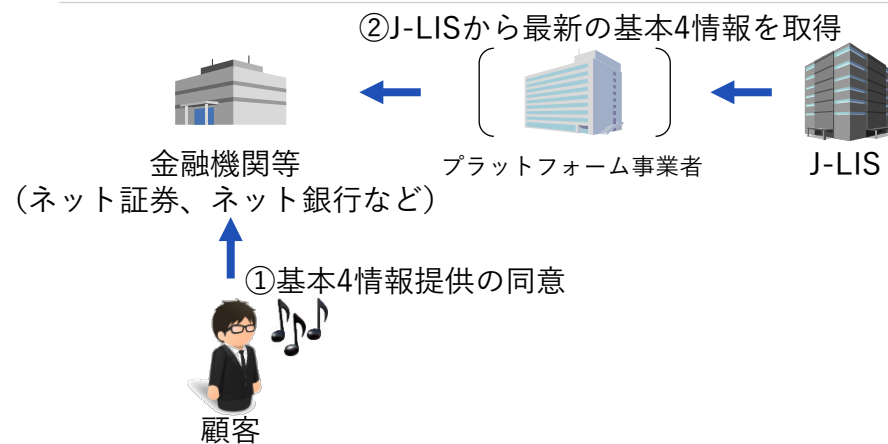 ②J-LISから最新の基本4情報を取得
金融機関等
（ネット証券、ネット銀行など）
プラットフォーム事業者
J-LIS
①基本4情報提供の同意
顧客